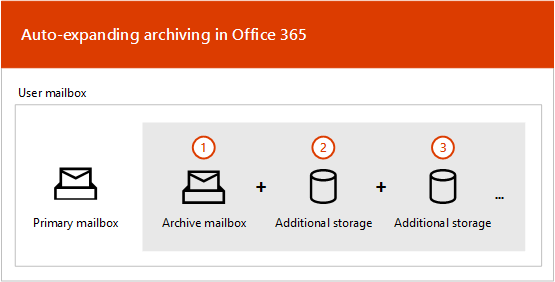 Auto-expanding archiving in Office 365
User mailbox
1 2 3
+ + ...
Primary mailbox Archive mailbox Additional storage Additional storage